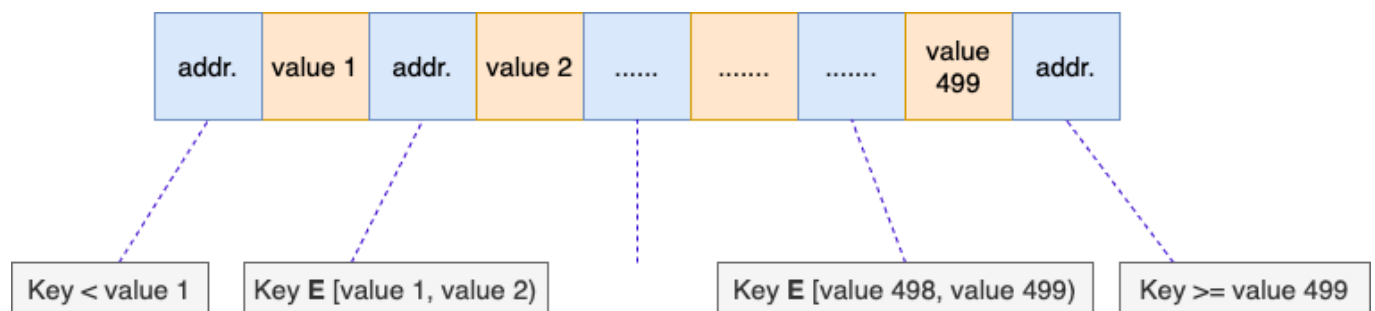 addr. value 1 addr. value 2 ...... ....... ....... value 499 addr.
Key < value 1 Key E [value 1, value 2) Key E [value 498, value 499) Key >= value 499